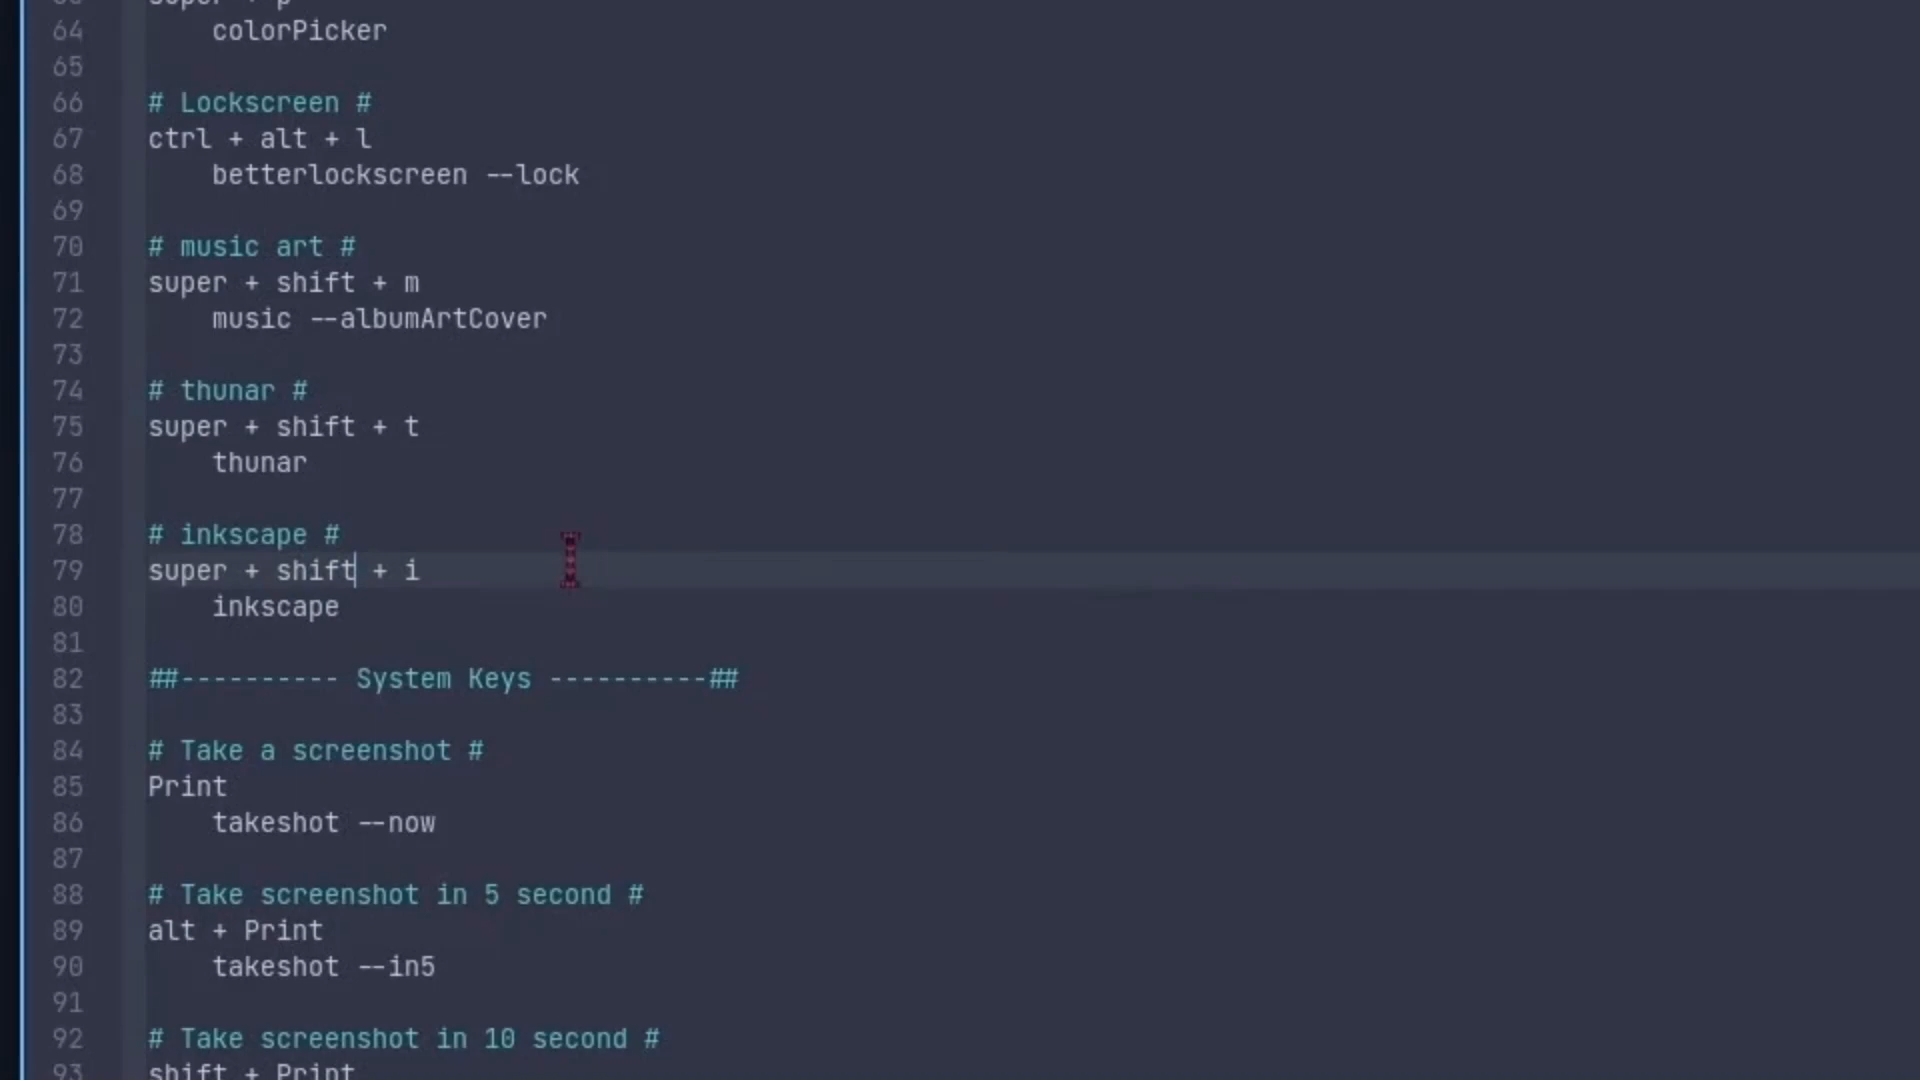 super + p
64 colorPicker
65
66 # Lockscreen #
67 ctrl + alt + l
68 betterlockscreen --lock
69
70 # music art #
71 super + shift + m
72 music --albumArtCover
73
74 # thunar #
75 super + shift + t
76 thunar
77
78 # inkscape #
79 super + shift + i
80 inkscape
81
82 ##---------- System Keys ----------##
83
84 # Take a screenshot #
85 Print
86 takeshot --now
87
88 # Take screenshot in 5 second #
89 alt + Print
90 takeshot --in5
91
92 # Take screenshot in 10 second #
93 shift + Print